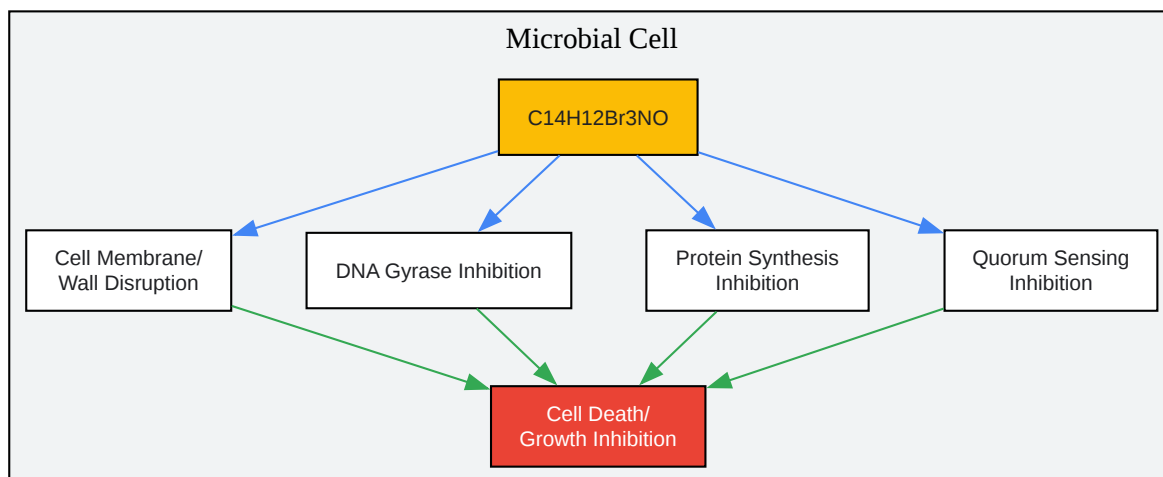 Microbial Cell
C14H12Br3NO
Cell Membrane/
Wall Disruption
DNA Gyrase Inhibition
Protein Synthesis
Inhibition
Quorum Sensing
Inhibition
Cell Death/
Growth Inhibition